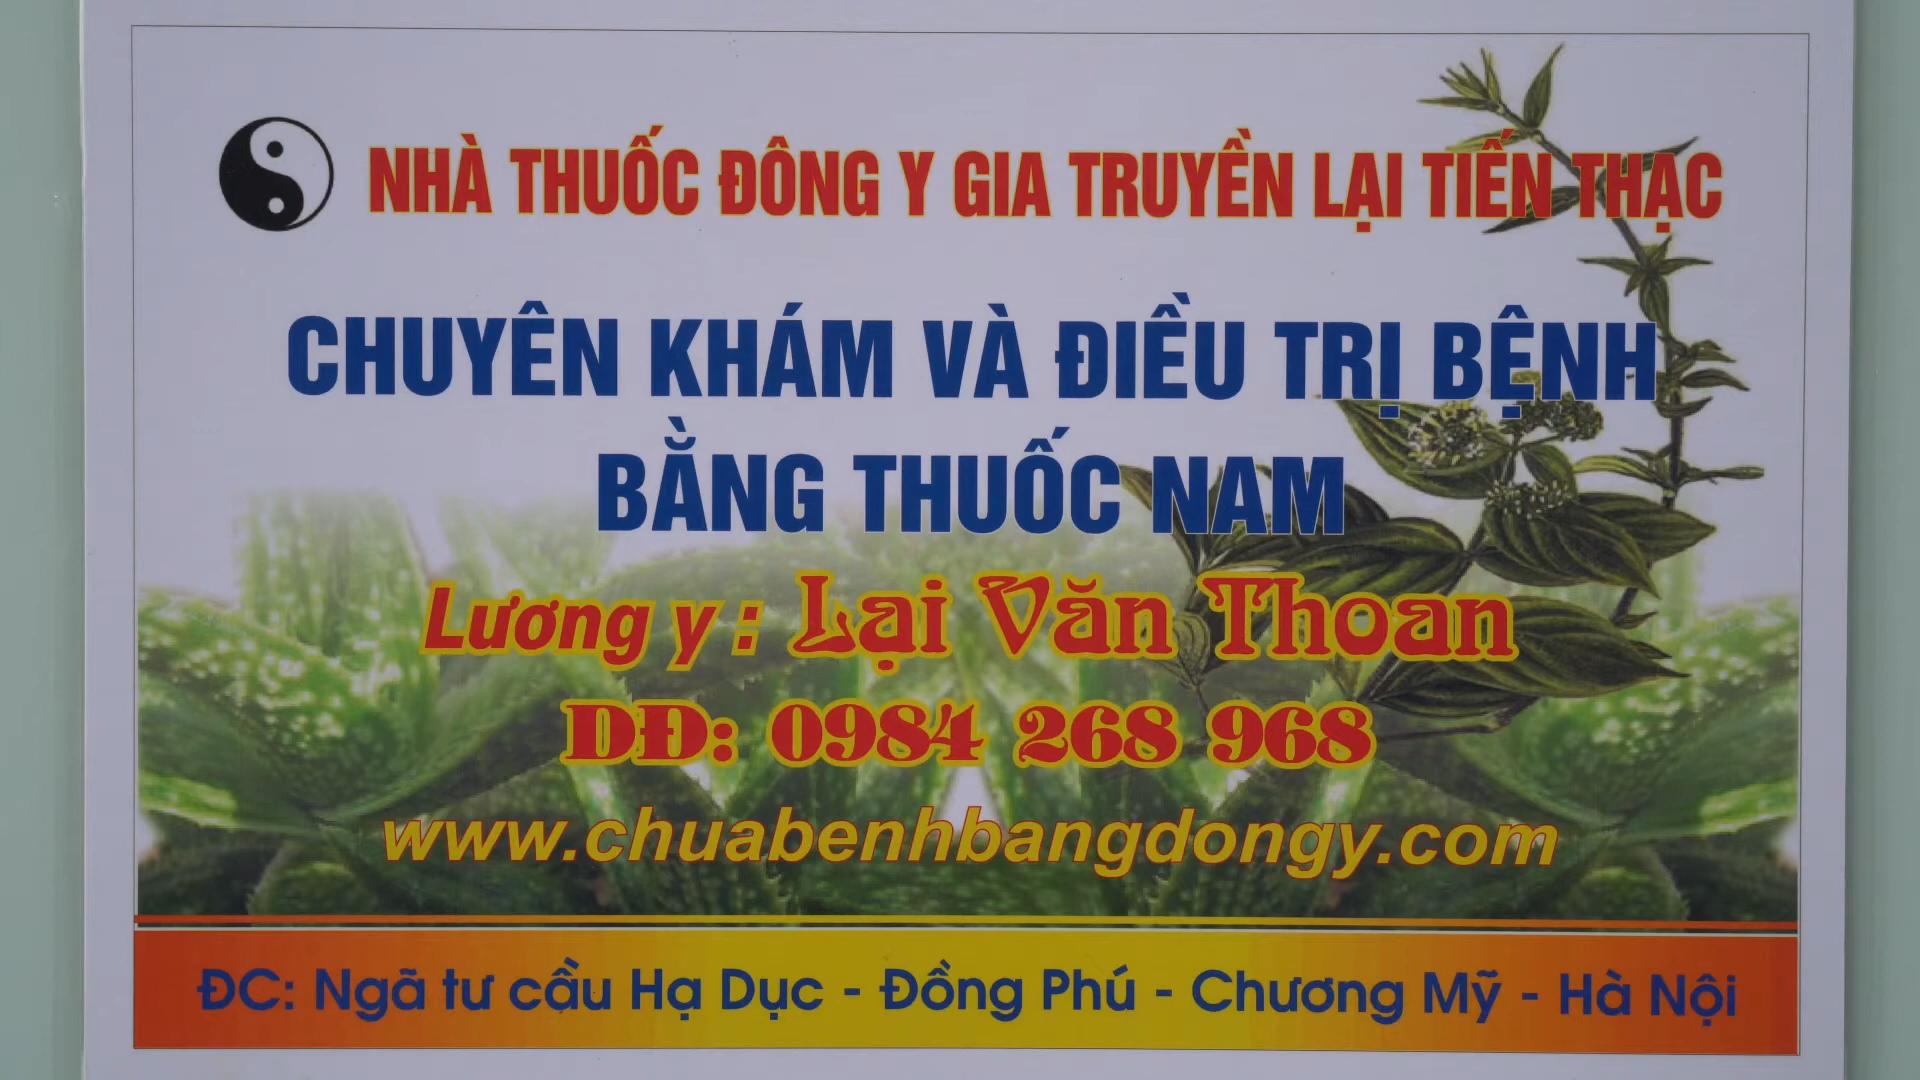 NHÀ THUỐC ĐÔNG Y GIA TRUYỀN LẠI TIẾN THẠC
CHUYÊN KHÁM VÀ ĐIỀU TRỊ BỆNH
BẰNG THUỐC NAM
Lương y : Lại Văn Thoan
DĐ: 0984 268 968
www.chuabenhbangdongy.com
ĐC: Ngã tư cầu Hạ Dục - Đồng Phú - Chương Mỹ - Hà Nội